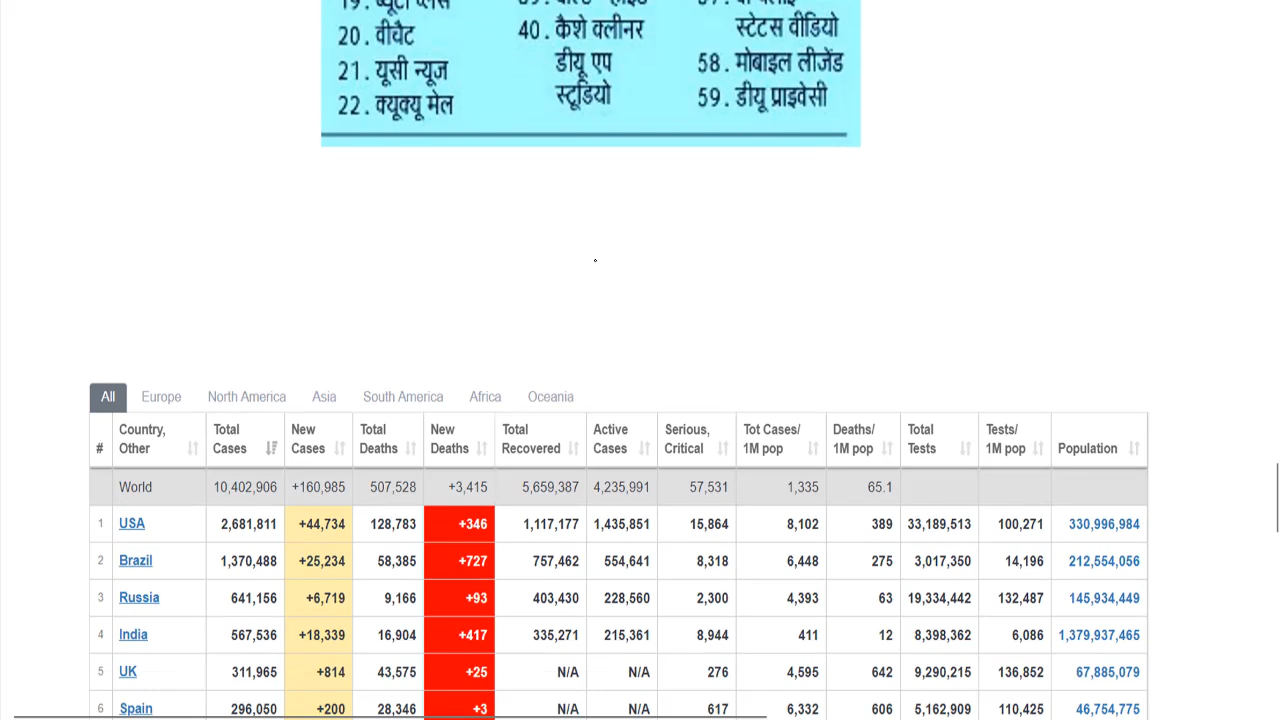 19. ब्यूटी प्लस
20. वीचैट
21. यूसी न्यूज
22. क्यूक्यू मेल
40. कैशे क्लीनर
डीयू एप
स्टूडियो
स्टेटस वीडियो
58. मोबाइल लीजेंड
59. डीयू प्राइवेसी
All Europe North America Asia South America Africa Oceania
# Country, Other Total Cases New Cases Total Deaths New Deaths Total Recovered Active Cases Serious, Critical Tot Cases/ 1M pop Deaths/ 1M pop Total Tests Tests/ 1M pop Population
World 10,402,906 +160,985 507,528 +3,415 5,659,387 4,235,991 57,531 1,335 65.1
1 USA 2,681,811 +44,734 128,783 +346 1,117,177 1,435,851 15,864 8,102 389 33,189,513 100,271 330,996,984
2 Brazil 1,370,488 +25,234 58,385 +727 757,462 554,641 8,318 6,448 275 3,017,350 14,196 212,554,056
3 Russia 641,156 +6,719 9,166 +93 403,430 228,560 2,300 4,393 63 19,334,442 132,487 145,934,449
4 India 567,536 +18,339 16,904 +417 335,271 215,361 8,944 411 12 8,398,362 6,086 1,379,937,465
5 UK 311,965 +814 43,575 +25 N/A N/A 276 4,595 642 9,290,215 136,852 67,885,079
6 Spain 296,050 +200 28,346 +3 N/A N/A 617 6,332 606 5,162,909 110,425 46,754,775